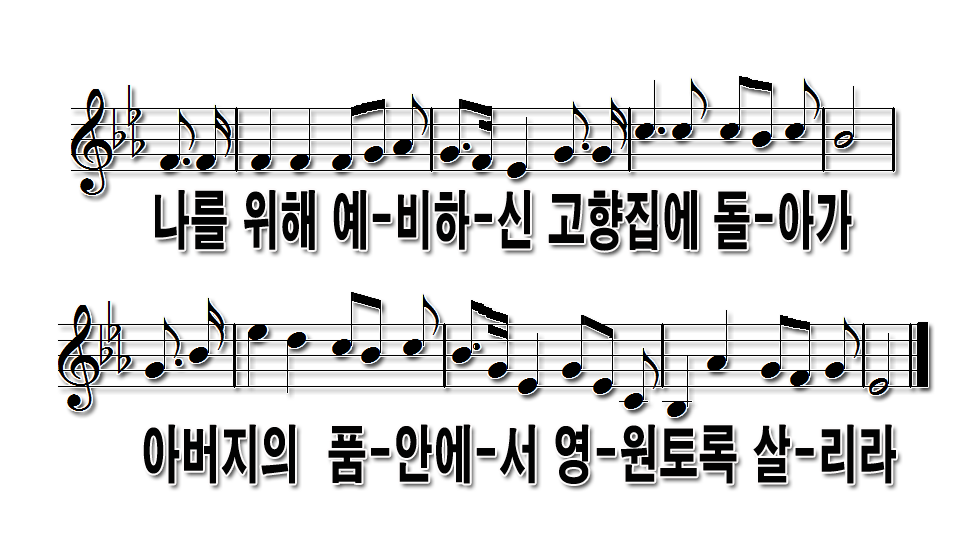 나를 위해 예-비하-신 고향집에 돌-아가
아버지의 품-안에-서 영-원토록 살-리라